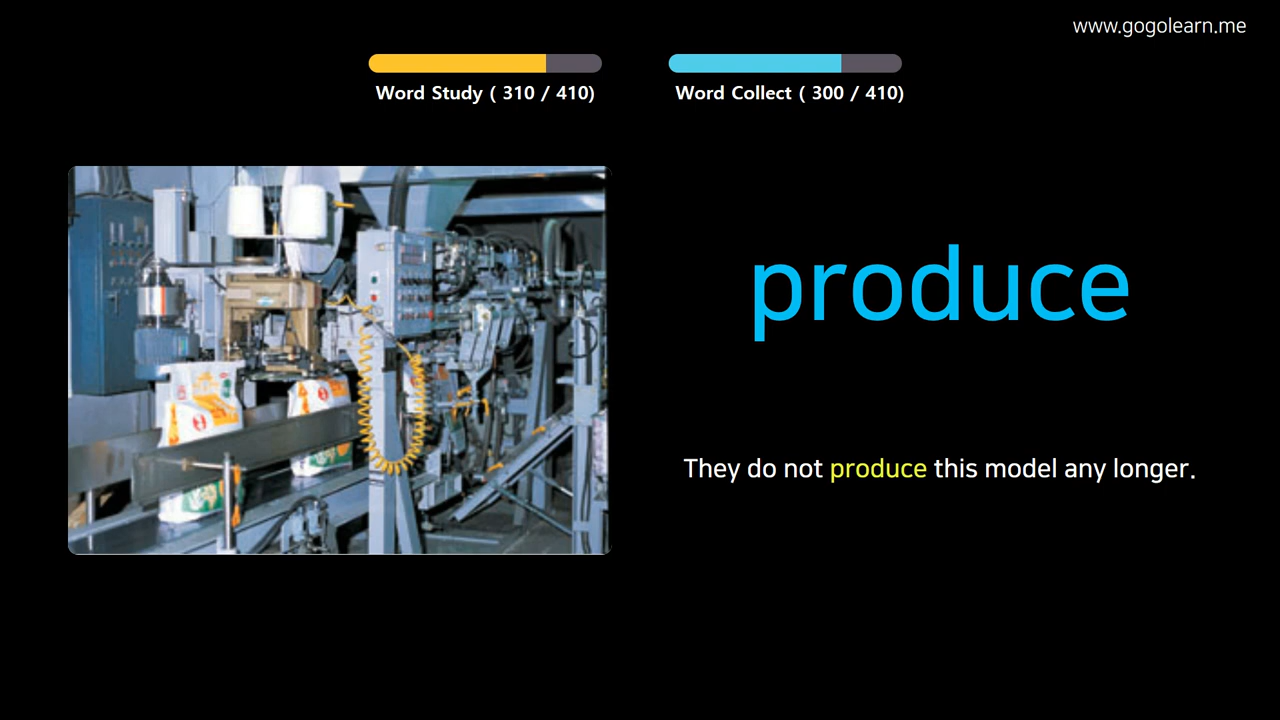 www.gogolearn.me
Word Study ( 310 / 410)
Word Collect ( 300 / 410)
produce
They do not produce this model any longer.